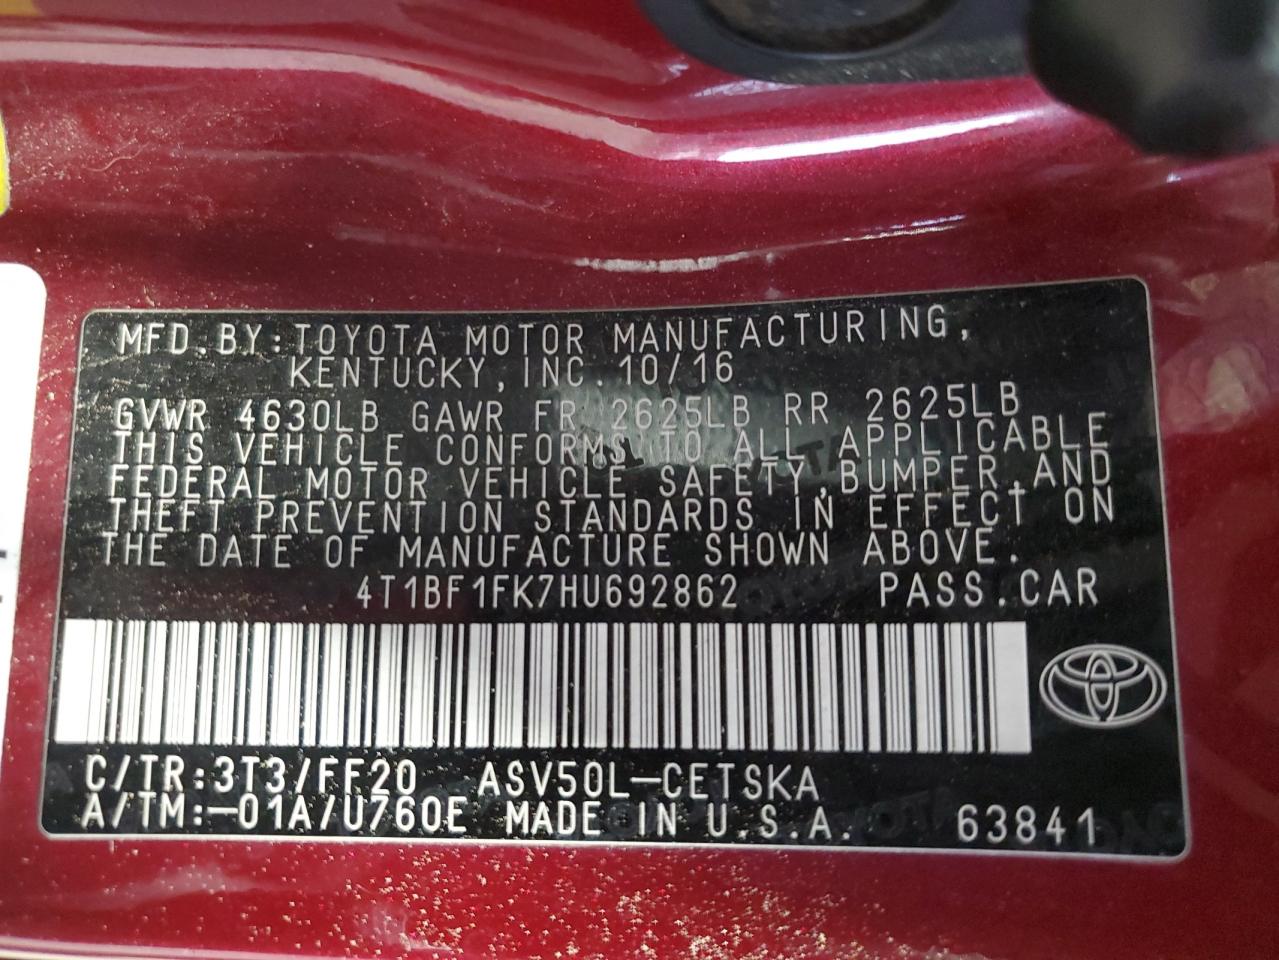 MFD.BY:TOYOTA MOTOR MANUFACTURING,
KENTUCKY,INC.10/16
GVWR 4630LB GAWR FR 2625LB RR 2625LB
THIS VEHICLE CONFORMS TO ALL APPLICABLE
FEDERAL MOTOR VEHICLE SAFETY,BUMPER,AND
THEFT PREVENTION STANDARDS IN EFFECT ON
THE DATE OF MANUFACTURE SHOWN ABOVE.
4T1BF1FK7HU692862 PASS.CAR
C/TR:3T3/FF20 ASV50L-CETSKA
A/TM:-01A/U760E MADE IN U.S.A. 63841